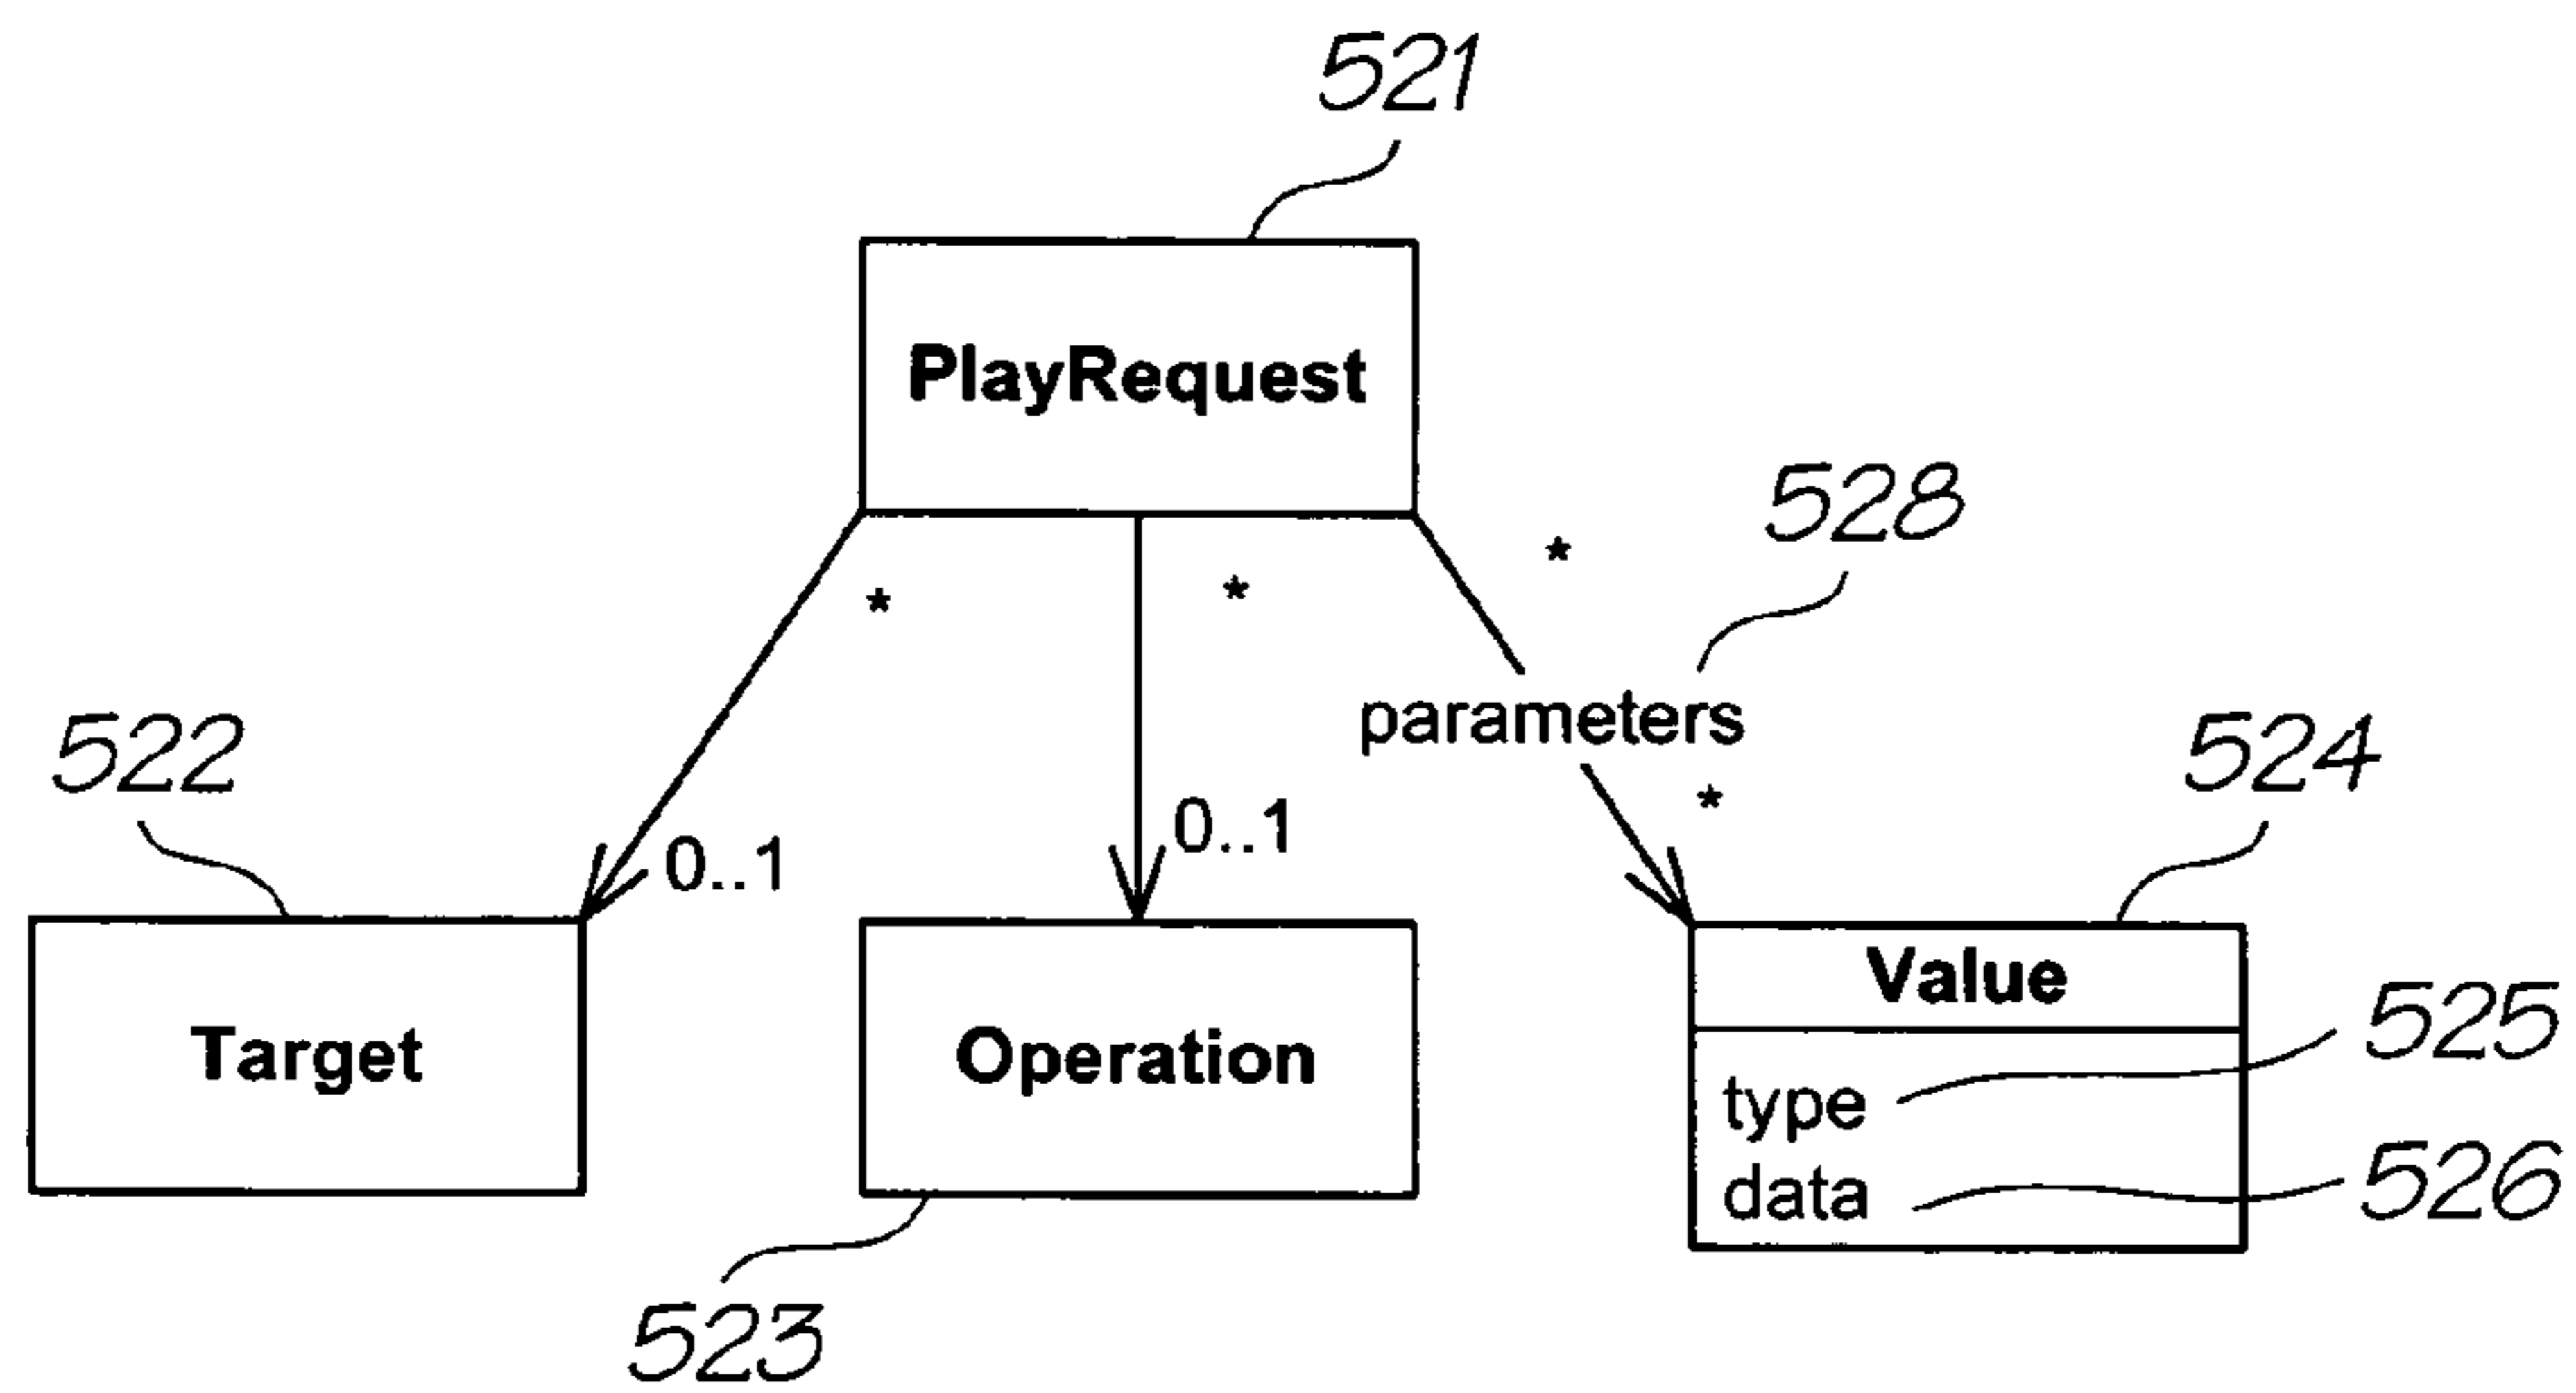 521
PlayRequest
528
*
*
*
parameters
522
524
*
0..1
0..1
Value
525
Target
Operation
type
data
526
523